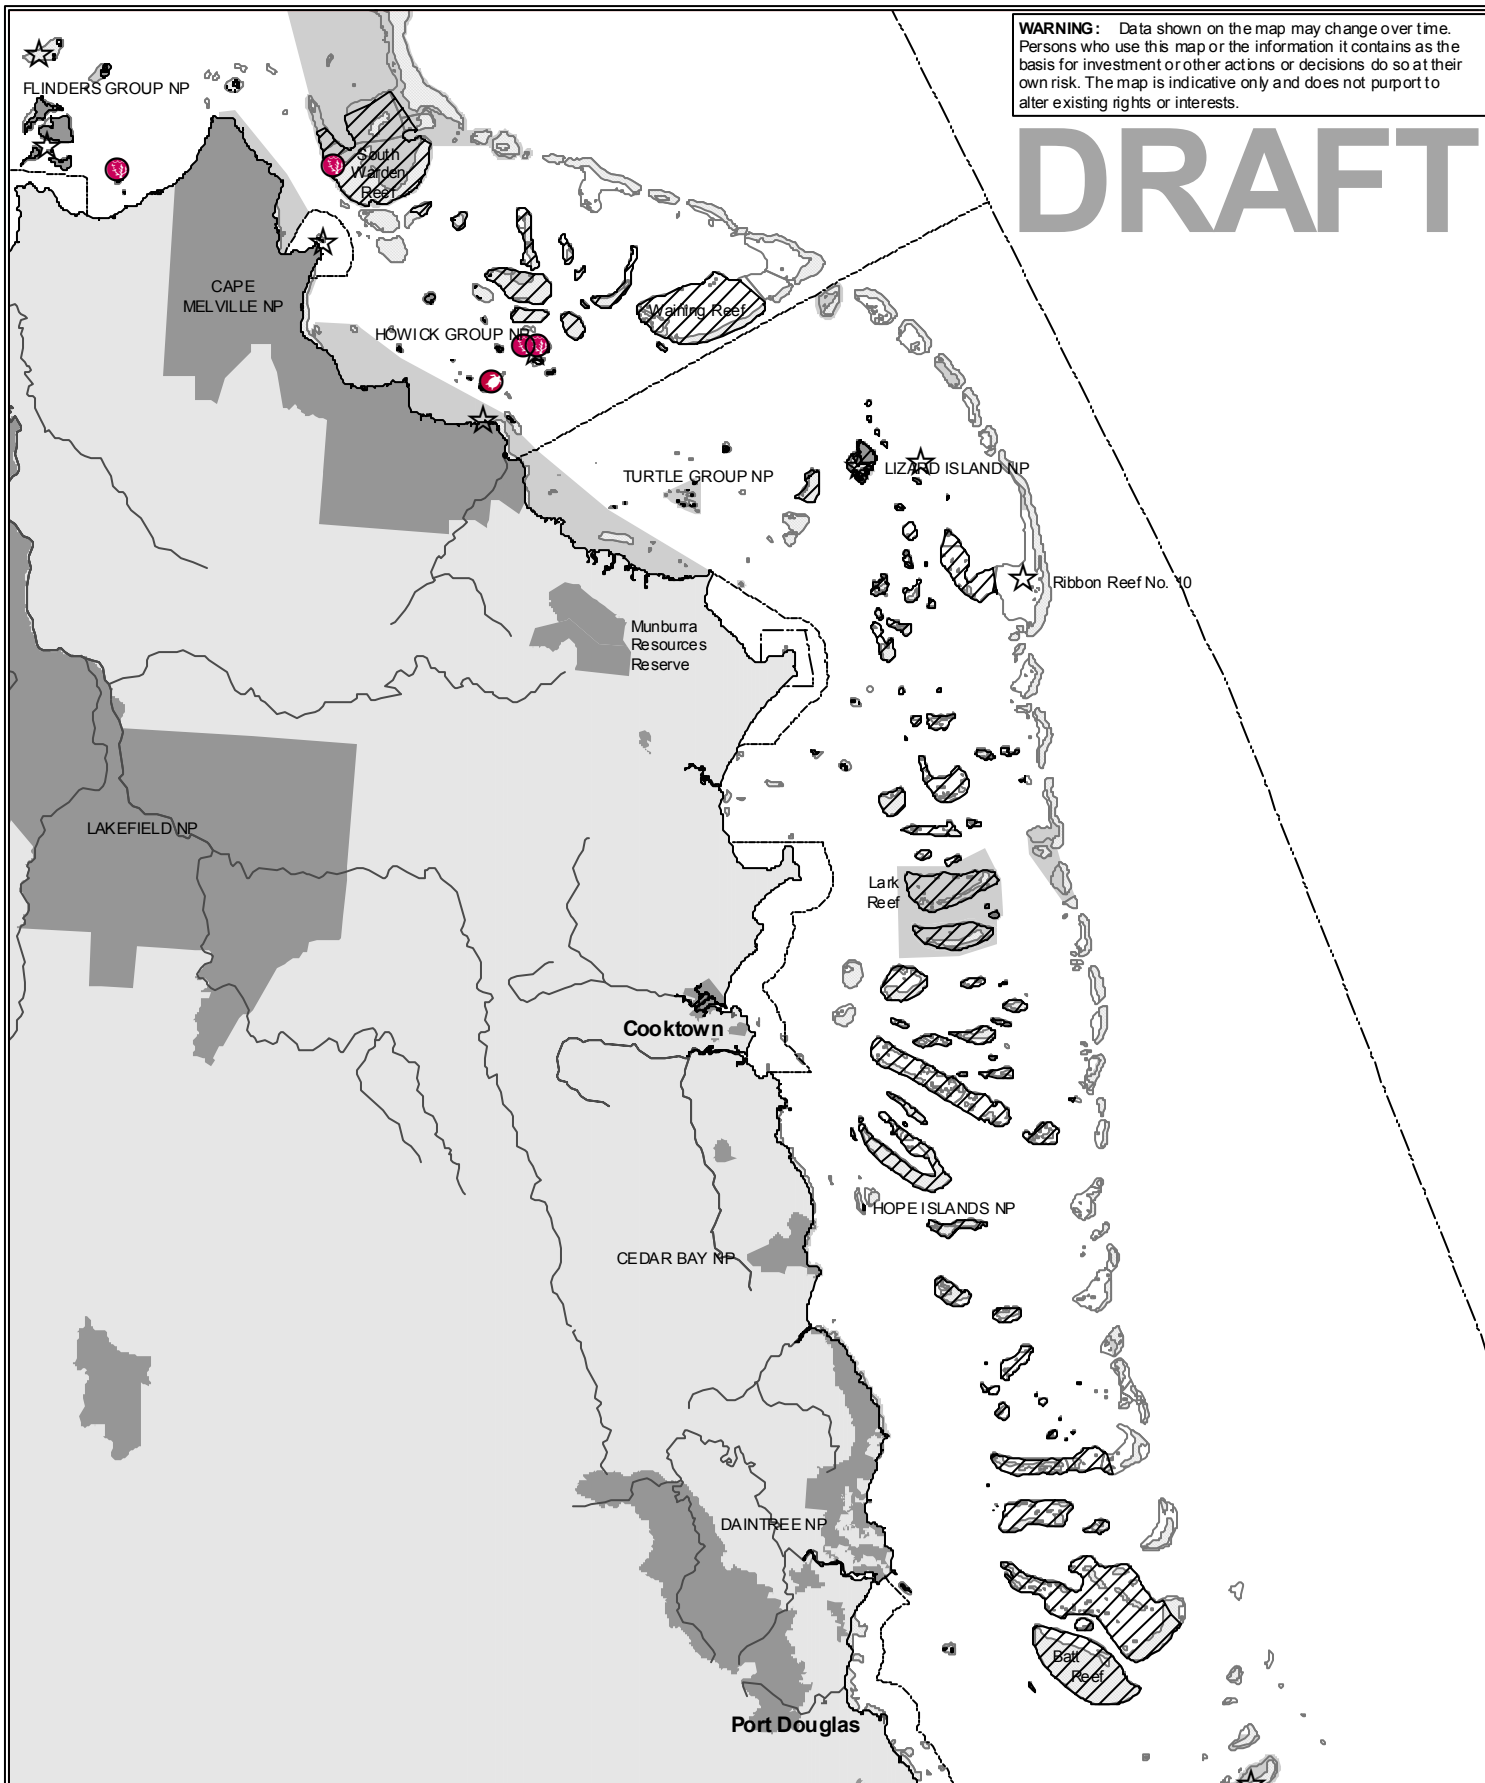 WARNING: Data shown on the map may change over time.
Persons who use this map or the information it contains as the
basis for investment or other actions or decisions do so at their
own risk. The map is indicative only and does not purport to
alter existing rights or interests.
DRAFT
FLINDERS GROUP NP
South
Warden
Reef
CAPE
MELVILLE NP
HOWICK GROUP NP
Waining Reef
TURTLE GROUP NP
LIZARD ISLAND NP
Ribbon Reef No. 10
Munburra
Resources
Reserve
LAKEFIELD NP
Lark
Reef
Cooktown
HOPE ISLANDS NP
CEDAR BAY NP
DAINTREE NP
Batt
Reef
Port Douglas